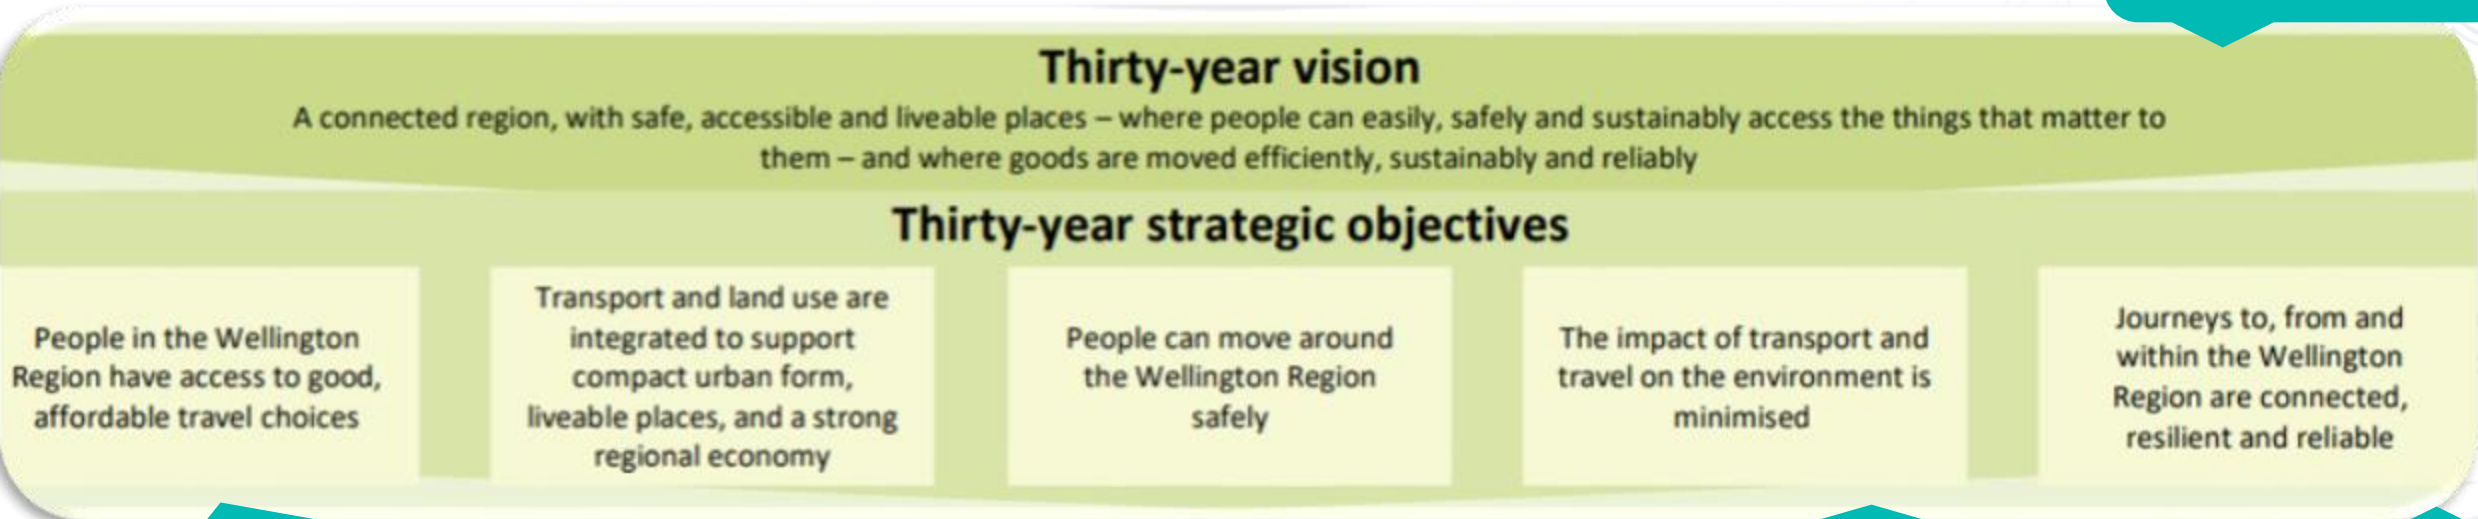 Thirty-year vision
A connected region, with safe, accessible and liveable places – where people can easily, safely and sustainably access the things that matter to
them – and where goods are moved efficiently, sustainably and reliably
Thirty-year strategic objectives
People in the Wellington
Region have access to good,
affordable travel choices
Transport and land use are
integrated to support
compact urban form,
liveable places, and a strong
regional economy
People can move around
the Wellington Region
safely
The impact of transport and
travel on the environment is
minimised
Journeys to, from and
within the Wellington
Region are connected,
resilient and reliable